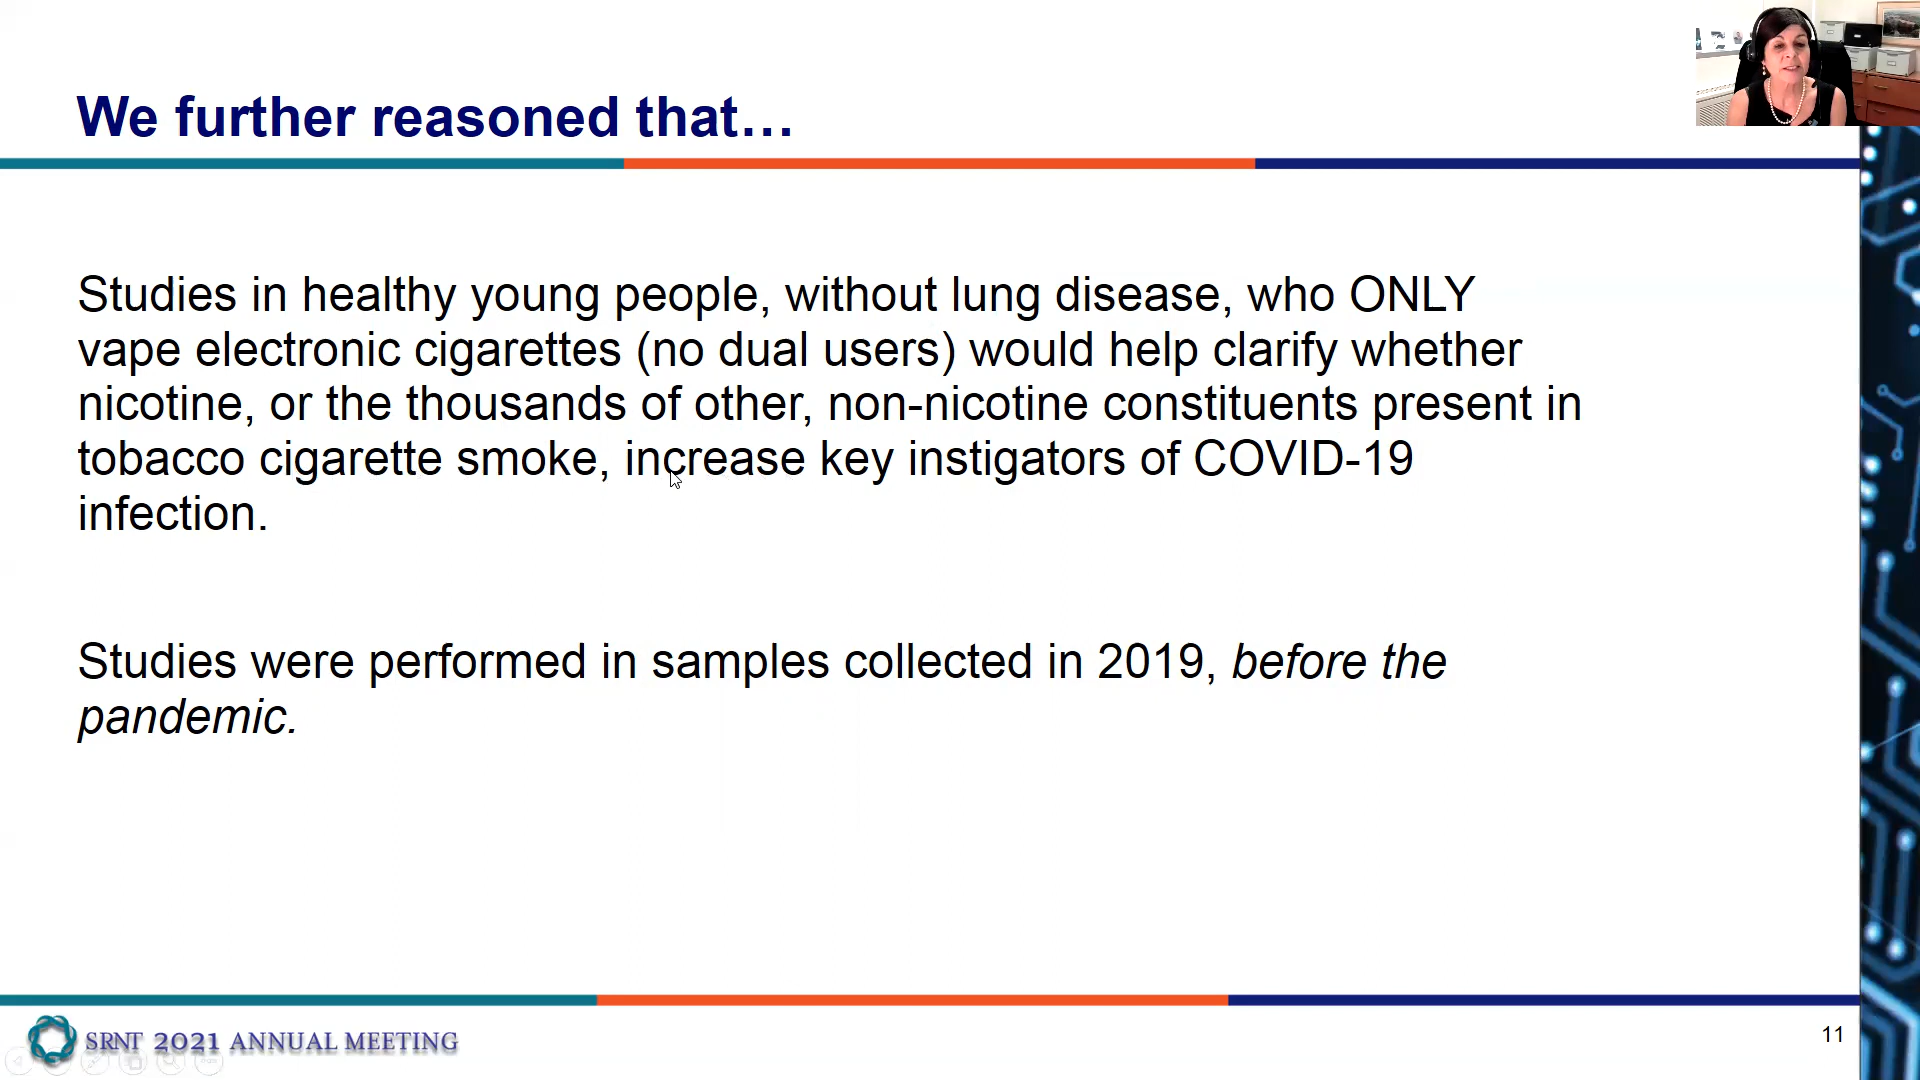 We further reasoned that…
Studies in healthy young people, without lung disease, who ONLY
vape electronic cigarettes (no dual users) would help clarify whether
nicotine, or the thousands of other, non-nicotine constituents present in
tobacco cigarette smoke, increase key instigators of COVID-19
infection.
Studies were performed in samples collected in 2019, before the
pandemic.
SRNT 2021 ANNUAL MEETING
11